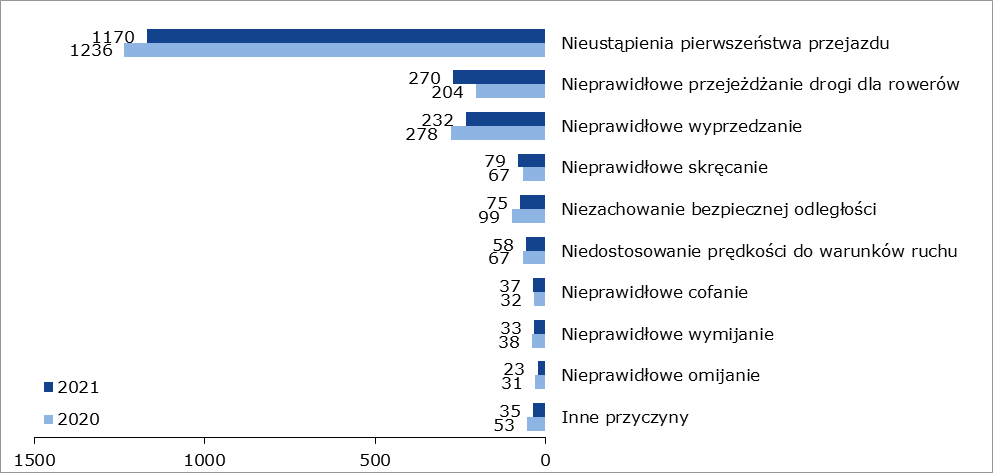 1170
1236
Nieustąpienia pierwszeństwa przejazdu
270
204
Nieprawidłowe przejeżdżanie drogi dla rowerów
232
278
Nieprawidłowe wyprzedzanie
79
67
Nieprawidłowe skręcanie
75
99
Niezachowanie bezpiecznej odległości
58
67
Niedostosowanie prędkości do warunków ruchu
37
32
Nieprawidłowe cofanie
33
38
Nieprawidłowe wymijanie
23
31
Nieprawidłowe omijanie
35
53
Inne przyczyny
2021
2020
1500 1000 500 0